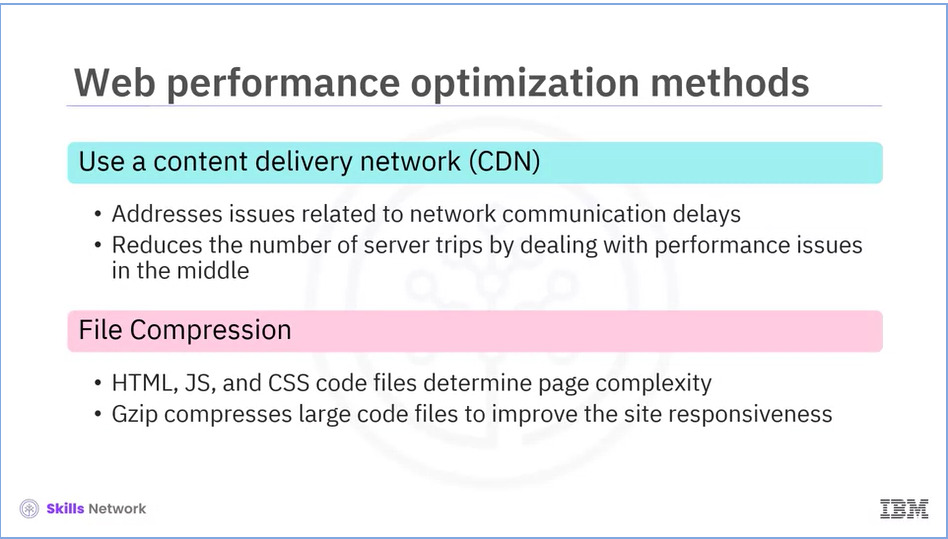 Web performance optimization methods
Use a content delivery network (CDN)
• Addresses issues related to network communication delays
• Reduces the number of server trips by dealing with performance issues
in the middle
File Compression
• HTML, JS, and CSS code files determine page complexity
• Gzip compresses large code files to improve the site responsiveness
Skills Network
IBM